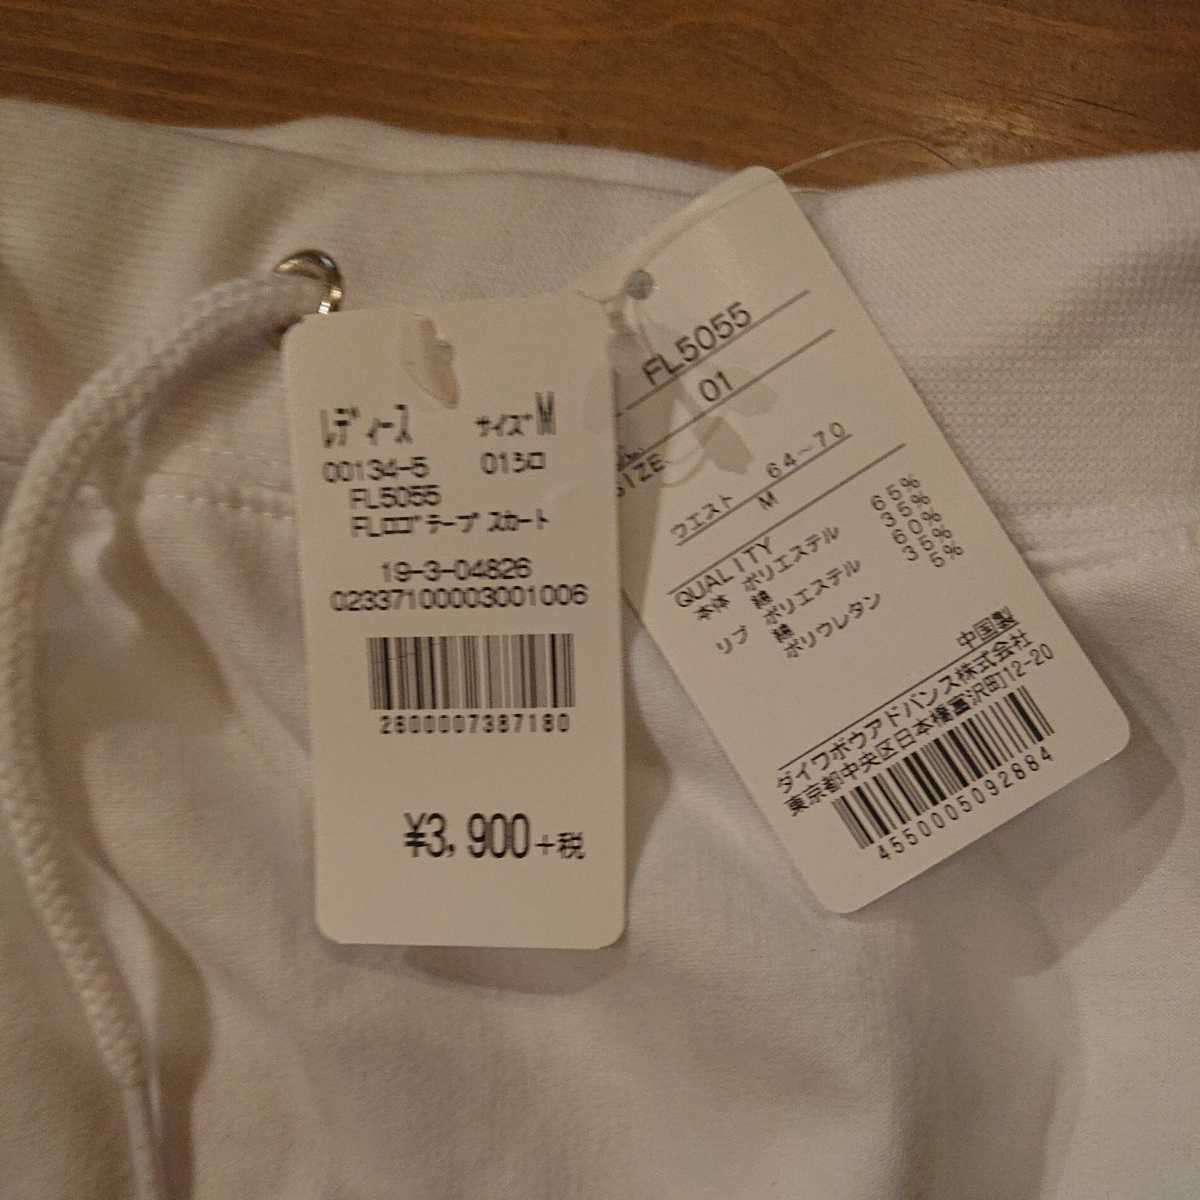 レディース サイズM
00134-5 01シロ
FL5055
FLロゴテープスカート
19-3-04826
02337100003001006
2600007387180
¥3,900+税
FL5055
01
SIZE
ウエスト 64～70
M
QUALITY
本体 ポリエステル 65%
綿 35%
リブ ポリエステル 60%
綿 35%
ポリウレタン 5%
中国製
ダイワボウアドバンス株式会社
東京都中央区日本橋富沢町12-20
4550005092884